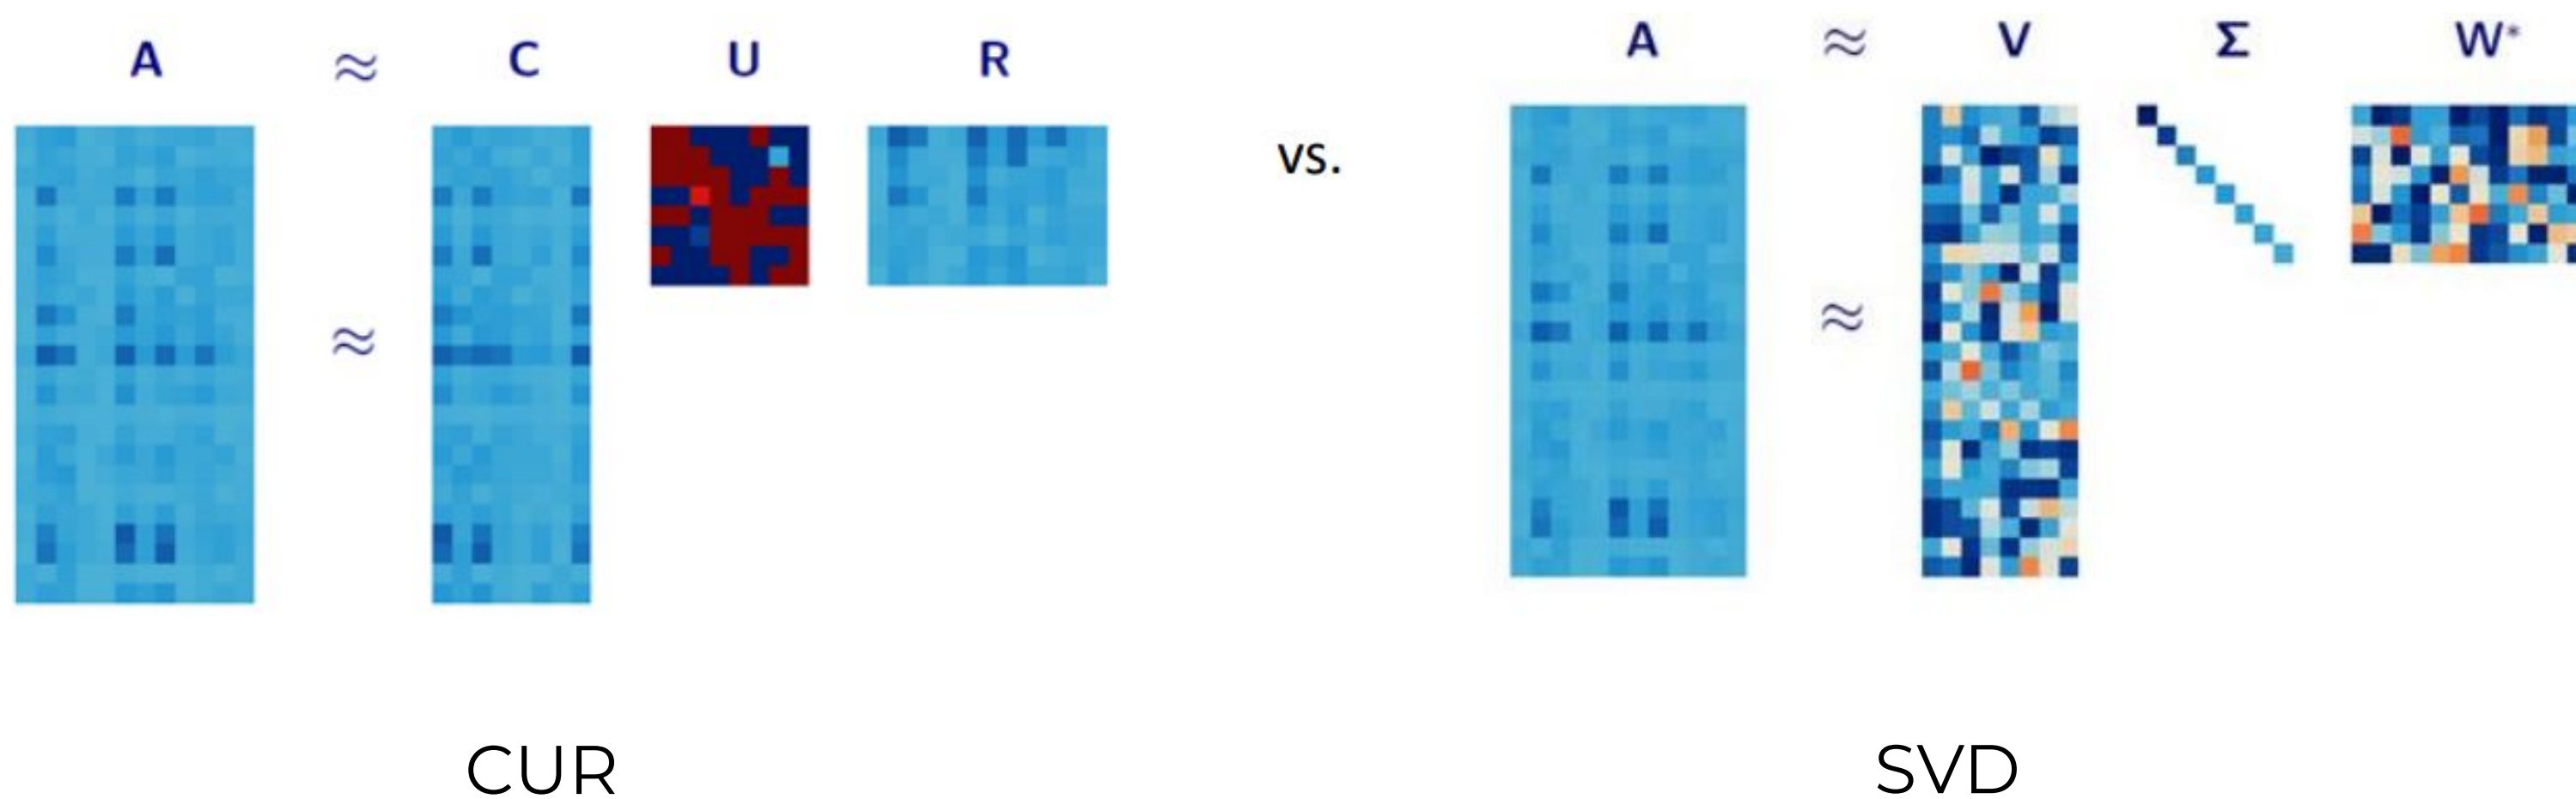 A ≈ C U R
≈
vs.
A ≈ V Σ W*
≈
CUR
SVD